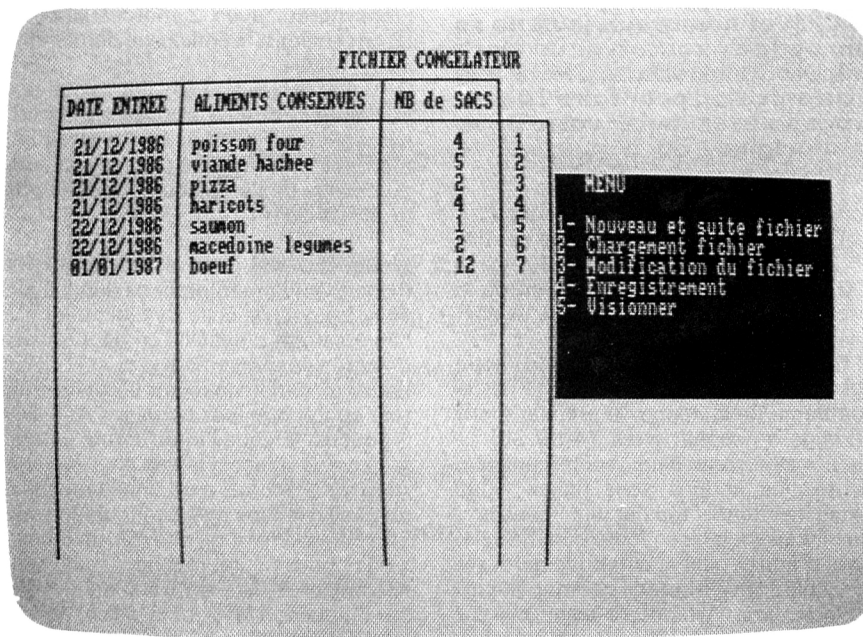 FICHIER CONGELATEUR
DATE ENTREE ALIMENTS CONSERVES NB de SACS
21/12/1986 poisson four 4 1
21/12/1986 viande hachee 5 2
21/12/1986 pizza 2 3
21/12/1986 haricots 4 4
22/12/1986 saumon 1 5
22/12/1986 macedoine legumes 2 6
01/01/1987 boeuf 12 7
MENU
1- Nouveau et suite fichier
2- Chargement fichier
3- Modification du fichier
4- Enregistrement
5- Visionner